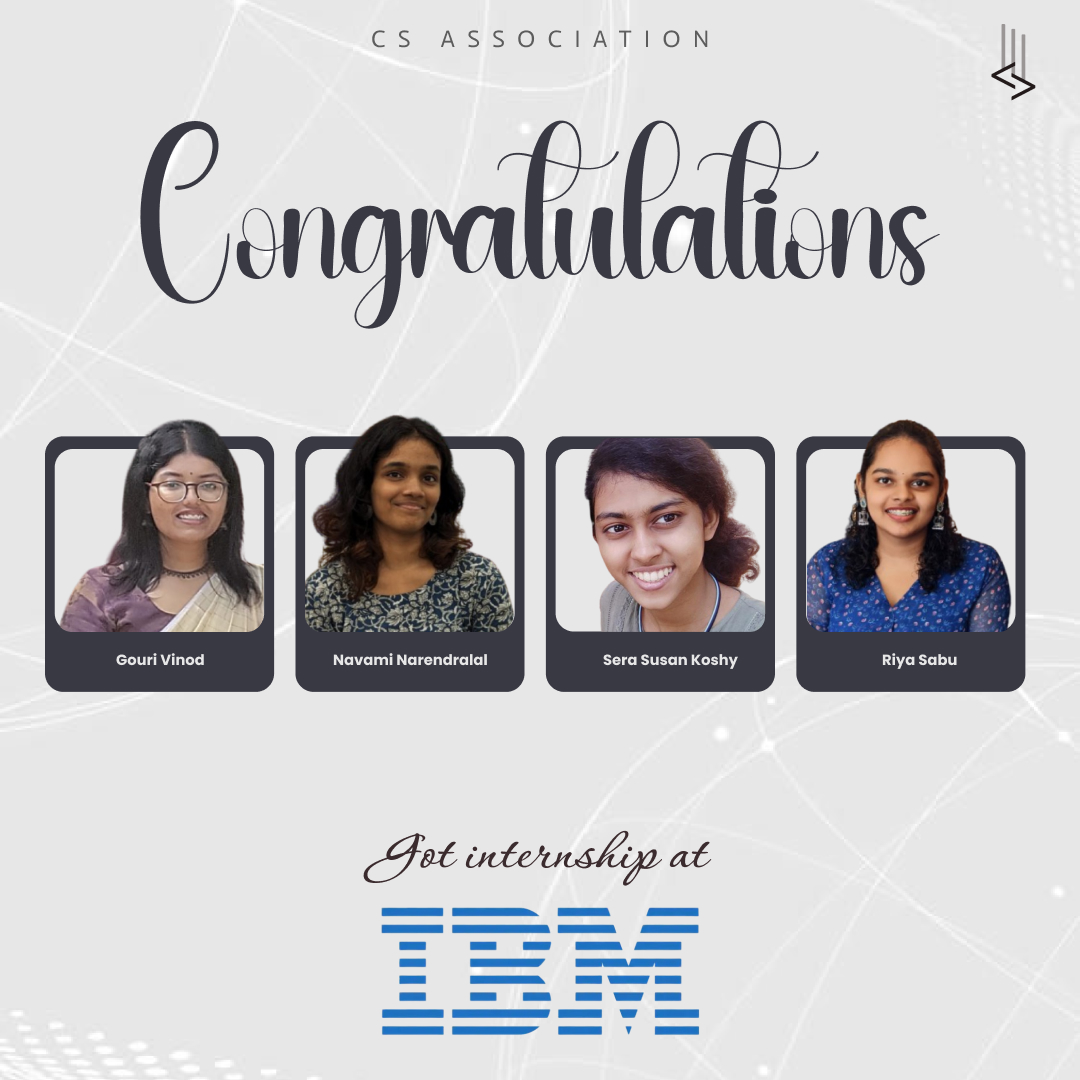 CS ASSOCIATION
Congratulations
Gouri Vinod
Navami Narendralal
Sera Susan Koshy
Riya Sabu
Got internship at
IBM